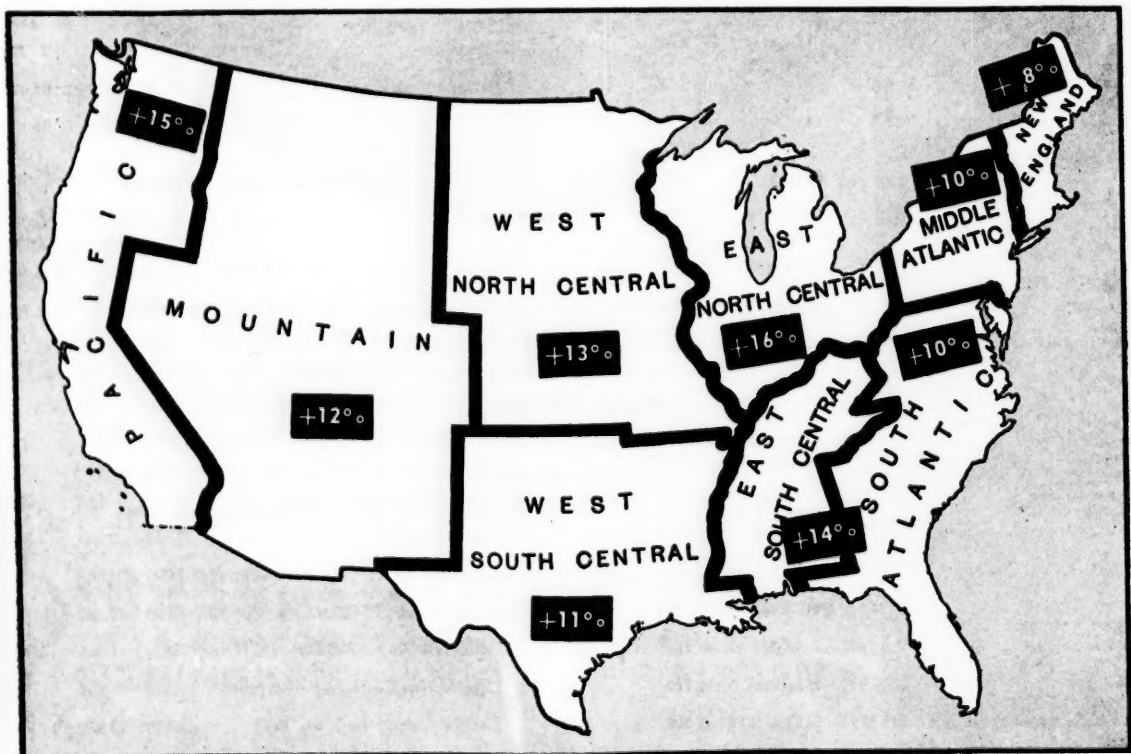 +15%
PACIFIC
MOUNTAIN
+12%
WEST
NORTH CENTRAL
+13%
WEST
SOUTH CENTRAL
+11%
EAST
NORTH CENTRAL
+16%
EAST
SOUTH CENTRAL
+14%
+8%
NEW
ENGLAND
+10%
MIDDLE
ATLANTIC
+10%
SOUTH
ATLANTIC